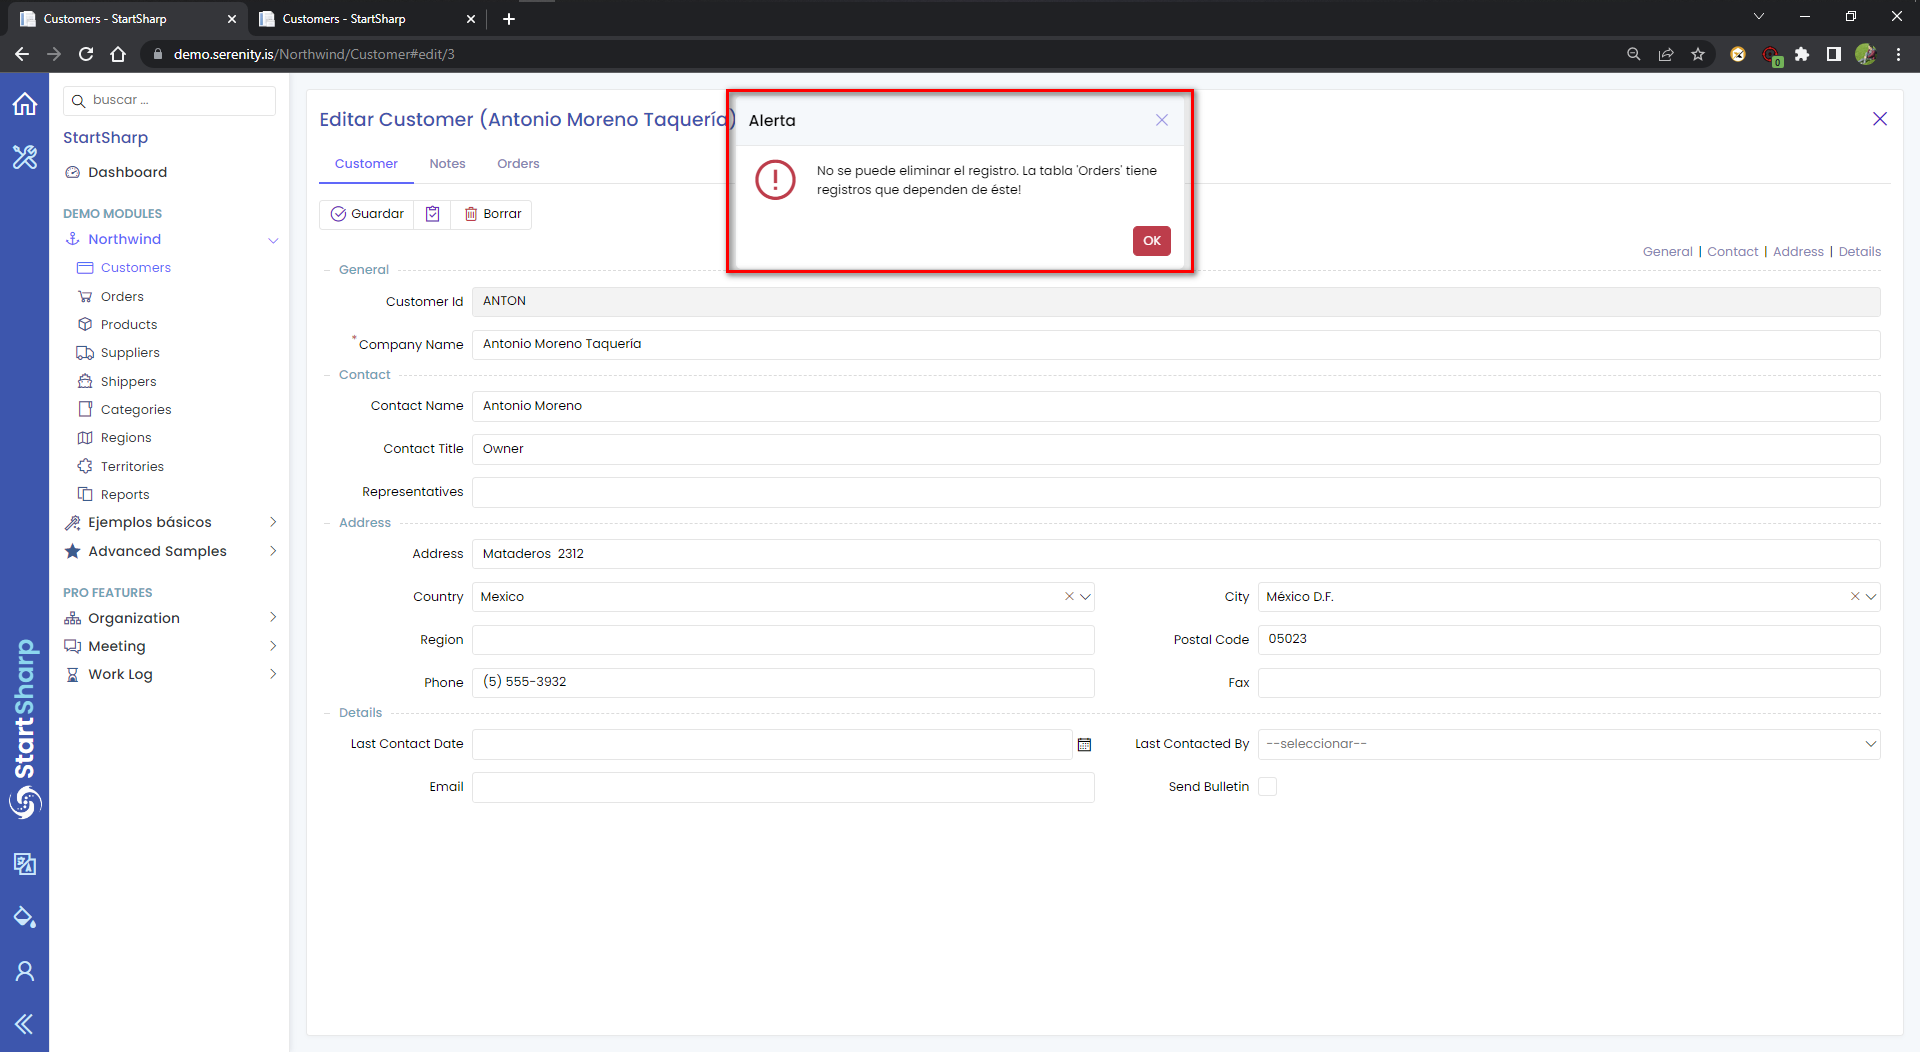 Customers - StartSharp
Customers - StartSharp
demo.serenity.is/Northwind/Customer#edit/3
0
buscar ...
StartSharp
Dashboard
DEMO MODULES
Northwind
Customers
Orders
Products
Suppliers
Shippers
Categories
Regions
Territories
Reports
Ejemplos básicos
Advanced Samples
PRO FEATURES
Organization
Meeting
Work Log
StartSharp
Editar Customer (Antonio Moreno Taquería)
Customer Notes Orders
Guardar Borrar
Alerta
No se puede eliminar el registro. La tabla 'Orders' tiene
registros que dependen de éste!
OK
General | Contact | Address | Details
General
Customer Id ANTON
* Company Name Antonio Moreno Taquería
Contact
Contact Name Antonio Moreno
Contact Title Owner
Representatives
Address
Address Mataderos  2312
Country Mexico City México D.F.
Region Postal Code 05023
Phone (5) 555-3932 Fax
Details
Last Contact Date Last Contacted By --seleccionar--
Email Send Bulletin